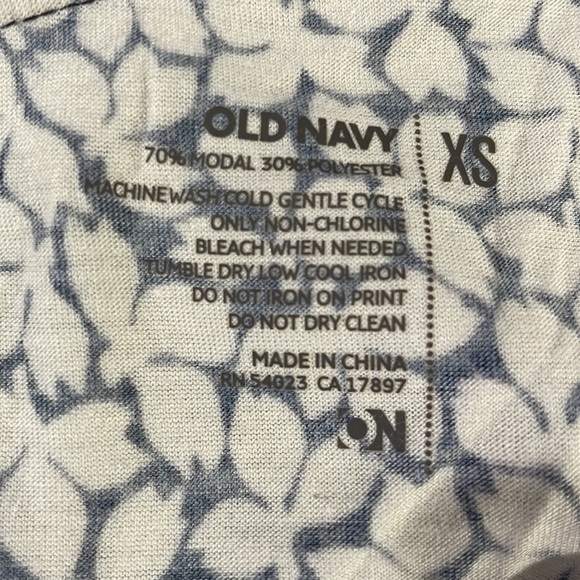 OLD NAVY
XS
70% MODAL 30% POLYESTER
MACHINE WASH COLD GENTLE CYCLE
ONLY NON-CHLORINE
BLEACH WHEN NEEDED
TUMBLE DRY LOW COOL IRON
DO NOT IRON ON PRINT
DO NOT DRY CLEAN
MADE IN CHINA
RN 54023 CA 17897
ON